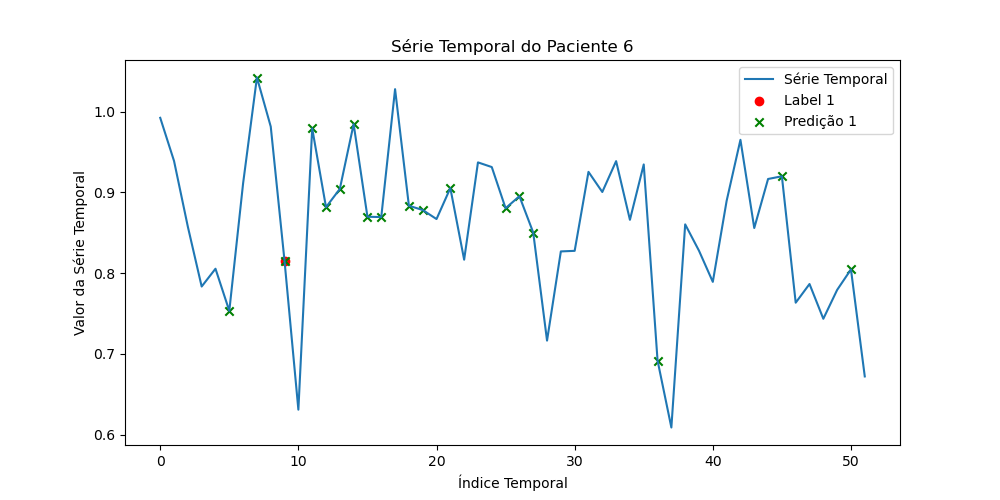 Série Temporal do Paciente 6
Série Temporal
Label 1
Predição 1
Valor da Série Temporal
1.0
0.9
0.8
0.7
0.6
0 10 20 30 40 50
Índice Temporal